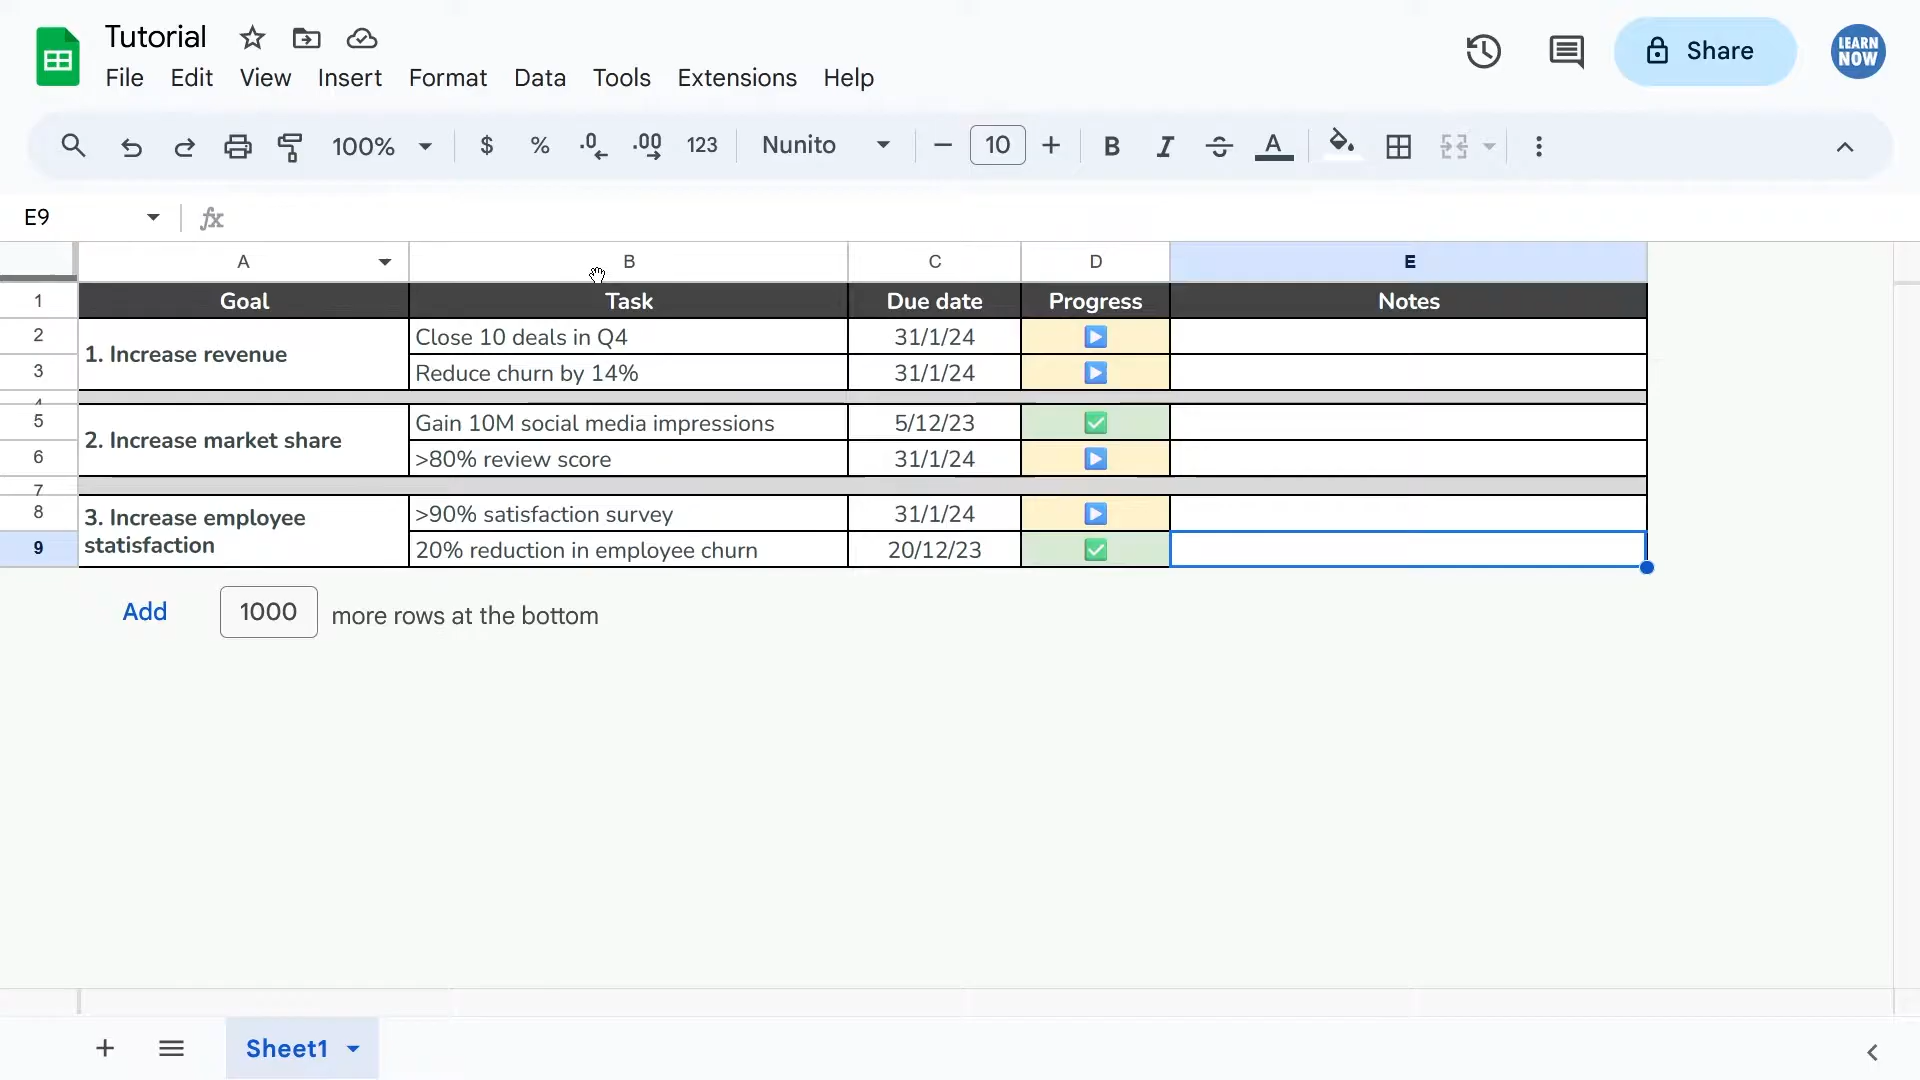 Tutorial
LEARN NOW
File Edit View Insert Format Data Tools Extensions Help
Share
100% $ % .0 .00 123 Nunito 10 B I S A
E9 fx
A B C D E
1 Goal Task Due date Progress Notes
2 1. Increase revenue Close 10 deals in Q4 31/1/24
3 Reduce churn by 14% 31/1/24
4
5 2. Increase market share Gain 10M social media impressions 5/12/23
6 >80% review score 31/1/24
7
8 3. Increase employee statisfaction >90% satisfaction survey 31/1/24
9 20% reduction in employee churn 20/12/23
Add 1000 more rows at the bottom
Sheet1